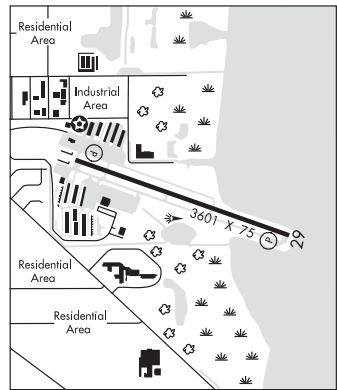 Residential
Area
Industrial
Area
P
3601 X 75
P
29
Residential
Area
Residential
Area